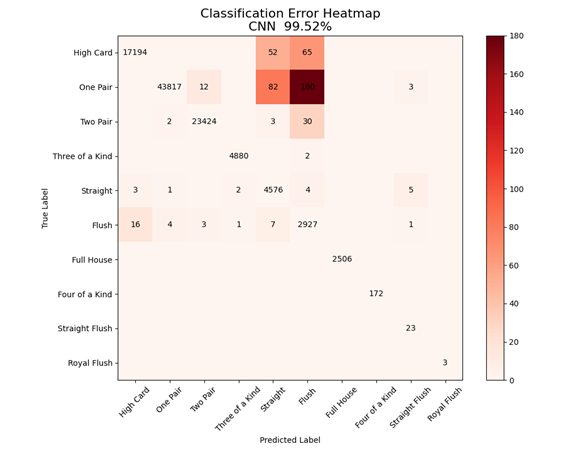 Classification Error Heatmap
CNN 99.52%
High Card 17194 52 65
One Pair 43817 12 82 180 3
Two Pair 2 23424 3 30
Three of a Kind 4880 2
Straight 3 1 2 4576 4 5
Flush 16 4 3 1 7 2927 1
Full House 2506
Four of a Kind 172
Straight Flush 23
Royal Flush 3
True Label
High Card
One Pair
Two Pair
Three of a Kind
Straight
Flush
Full House
Four of a Kind
Straight Flush
Royal Flush
Predicted Label
180
160
140
120
100
80
60
40
20
0